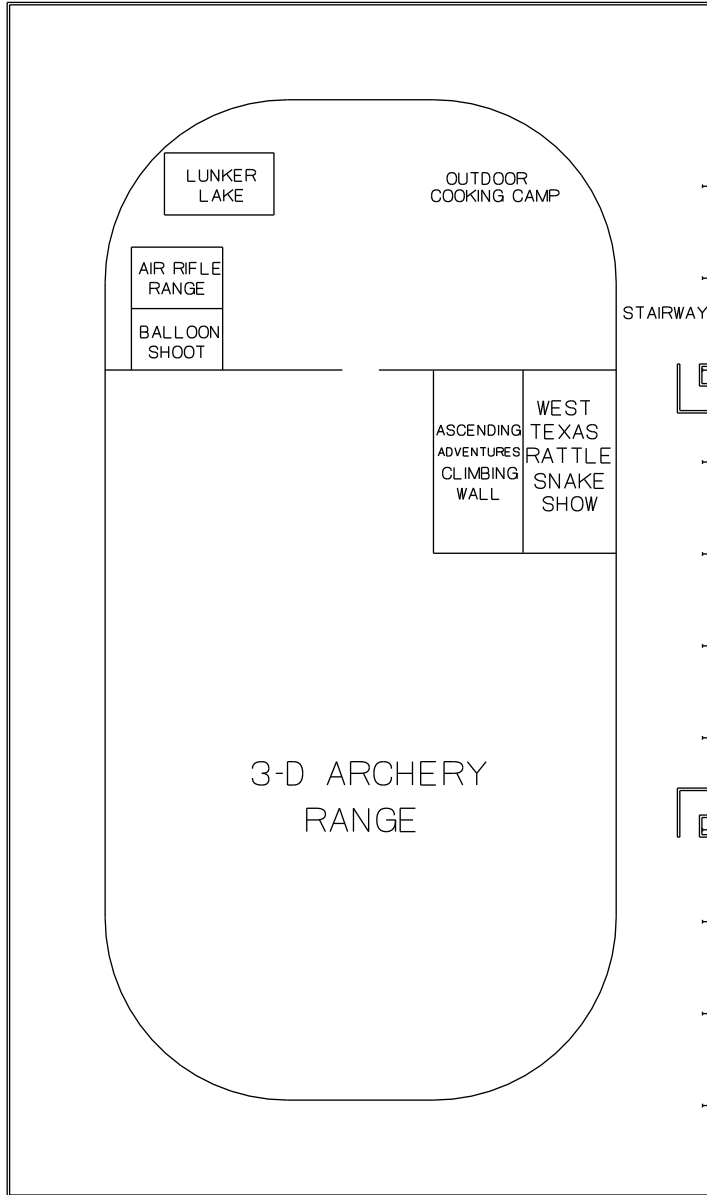 LUNKER
LAKE
OUTDOOR
COOKING CAMP
AIR RIFLE
RANGE
BALLOON
SHOOT
STAIRWAY
ASCENDING
ADVENTURES
CLIMBING
WALL
WEST
TEXAS
RATTLE
SNAKE
SHOW
3-D ARCHERY
RANGE